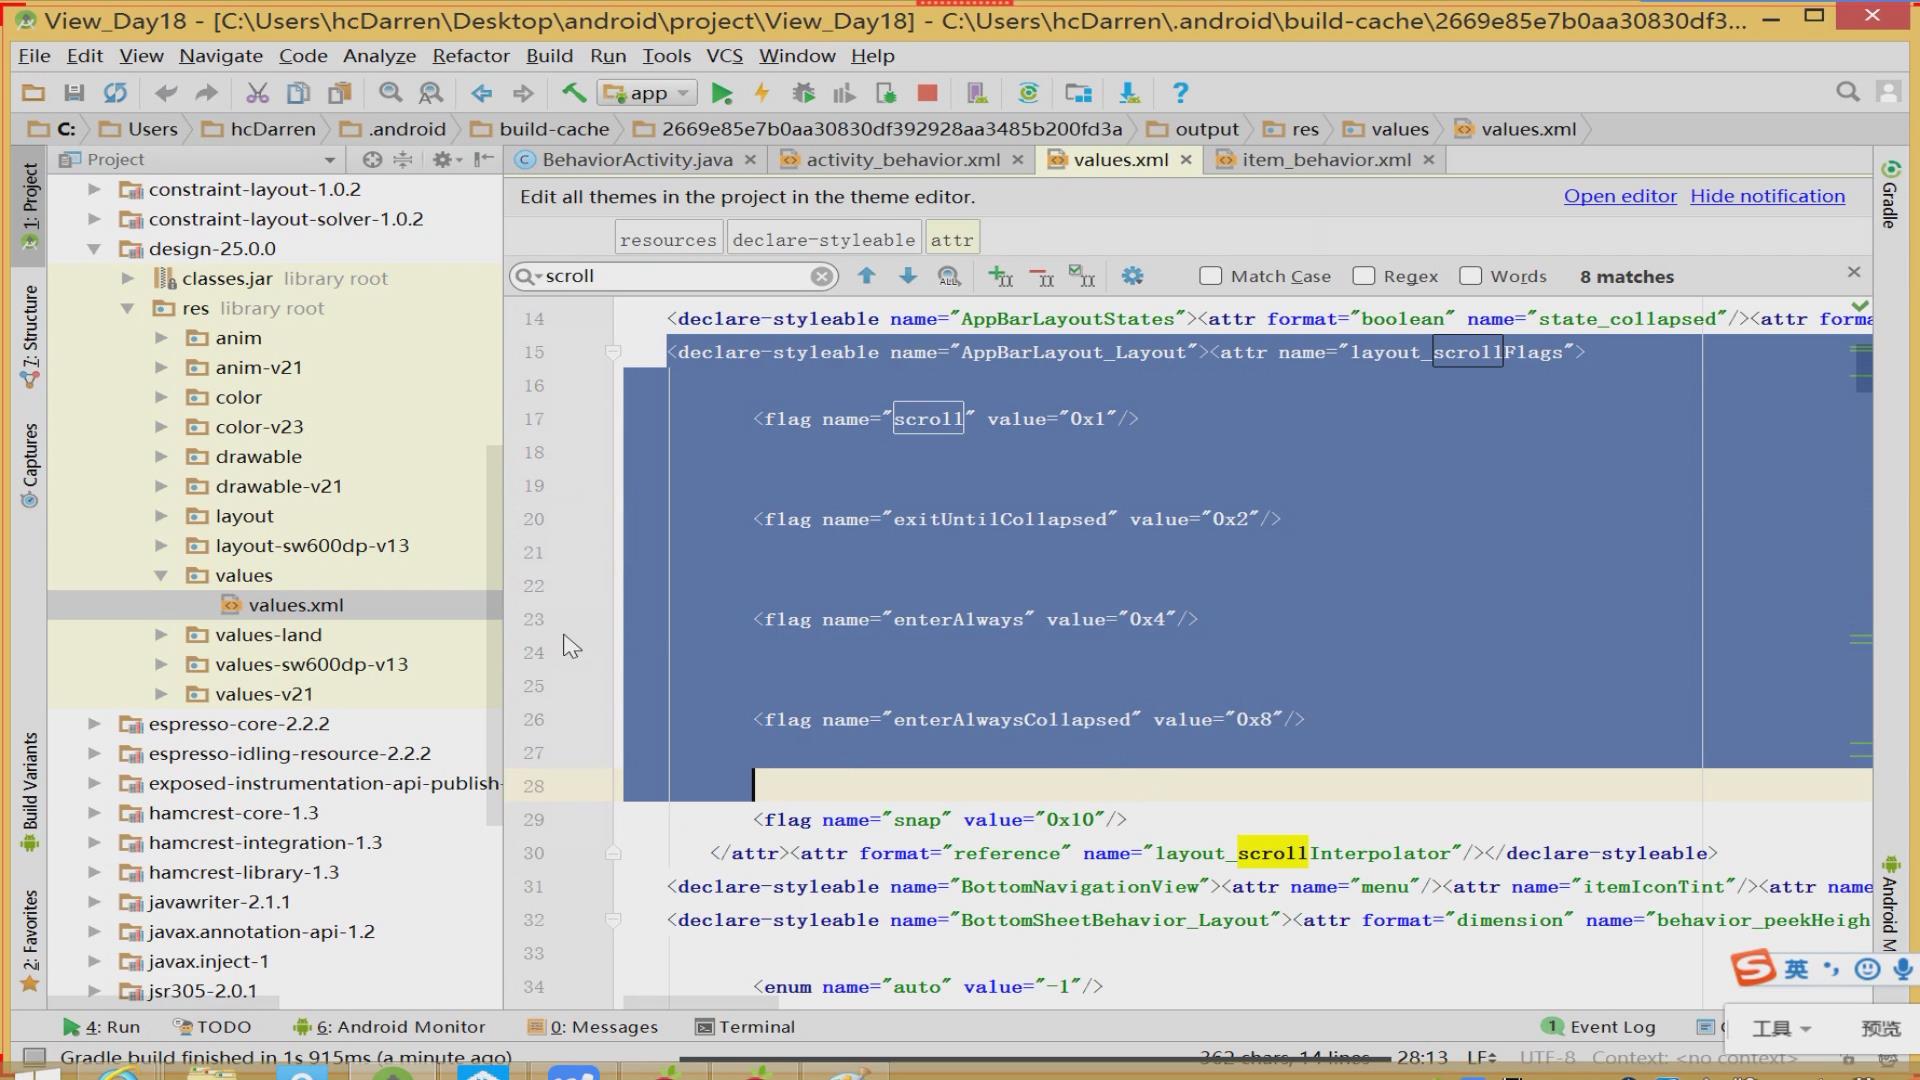 View_Day18 - [C:\Users\hcDarren\Desktop\android\project\View_Day18] - C:\Users\hcDarren\.android\build-cache\2669e85e7b0aa30830df3...
File Edit View Navigate Code Analyze Refactor Build Run Tools VCS Window Help
app
C: Users hcDarren .android build-cache 2669e85e7b0aa30830df392928aa3485b200fd3a output res values values.xml
Project
BehaviorActivity.java activity_behavior.xml values.xml item_behavior.xml
1: Project
7: Structure
Captures
Build Variants
2: Favorites
constraint-layout-1.0.2
constraint-layout-solver-1.0.2
design-25.0.0
classes.jar library root
res library root
anim
anim-v21
color
color-v23
drawable
drawable-v21
layout
layout-sw600dp-v13
values
values.xml
values-land
values-sw600dp-v13
values-v21
espresso-core-2.2.2
espresso-idling-resource-2.2.2
exposed-instrumentation-api-publish-
hamcrest-core-1.3
hamcrest-integration-1.3
hamcrest-library-1.3
javawriter-2.1.1
javax.annotation-api-1.2
javax.inject-1
jsr305-2.0.1
Edit all themes in the project in the theme editor. Open editor Hide notification
resources declare-styleable attr
scroll Match Case Regex Words 8 matches
14 <declare-styleable name="AppBarLayoutStates"><attr format="boolean" name="state_collapsed"/><attr forma
15 <declare-styleable name="AppBarLayout_Layout"><attr name="layout_scrollFlags">
16
17 <flag name="scroll" value="0x1"/>
18
19
20 <flag name="exitUntilCollapsed" value="0x2"/>
21
22
23 <flag name="enterAlways" value="0x4"/>
24
25
26 <flag name="enterAlwaysCollapsed" value="0x8"/>
27
28
29 <flag name="snap" value="0x10"/>
30 </attr><attr format="reference" name="layout_scrollInterpolator"/></declare-styleable>
31 <declare-styleable name="BottomNavigationView"><attr name="menu"/><attr name="itemIconTint"/><attr name
32 <declare-styleable name="BottomSheetBehavior_Layout"><attr format="dimension" name="behavior_peekHeigh
33
34 <enum name="auto" value="-1"/>
Gradle
Android M
英
工具 预览
4: Run TODO 6: Android Monitor 0: Messages Terminal 1 Event Log
Gradle build finished in 1s 915ms (a minute ago) 362 chars, 14 lines 28:13 LF UTF-8 Context: <no context>